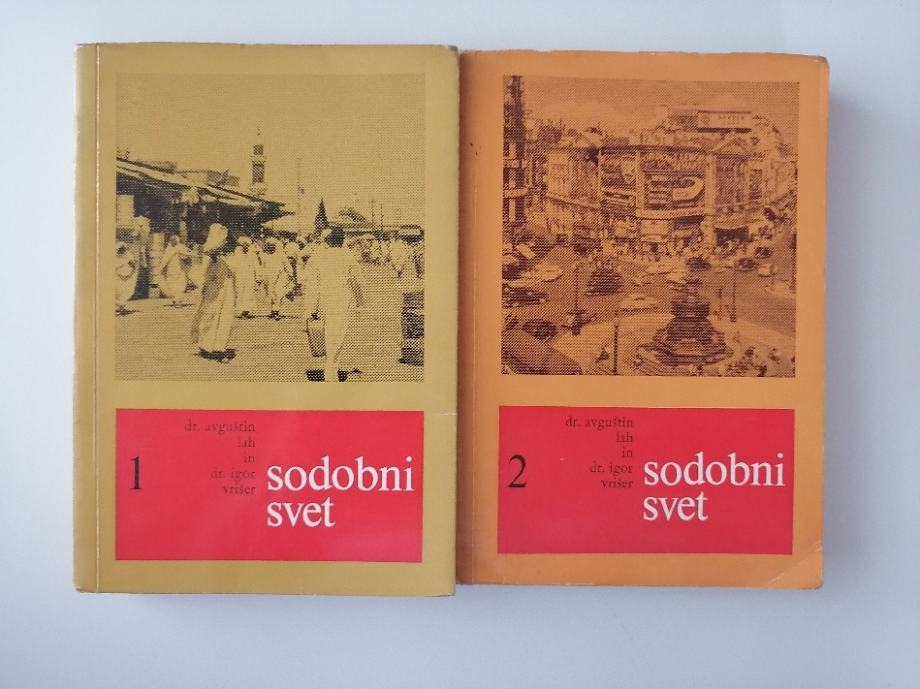 1
dr. avguštin
lah
in
dr. igor
vrišer
sodobni
svet
2
dr. avguštin
lah
in
dr. igor
vrišer
sodobni
svet